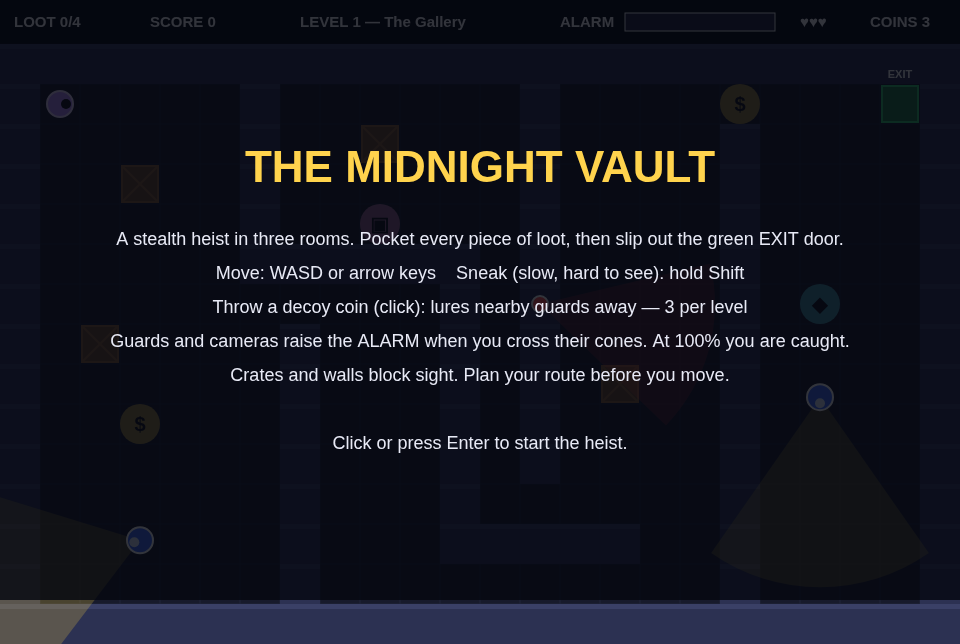 LOOT 0/4 SCORE 0 LEVEL 1 — The Gallery ALARM ♥♥♥ COINS 3
EXIT
$
THE MIDNIGHT VAULT
A stealth heist in three rooms. Pocket every piece of loot, then slip out the green EXIT door.
Move: WASD or arrow keys Sneak (slow, hard to see): hold Shift
Throw a decoy coin (click): lures nearby guards away — 3 per level
Guards and cameras raise the ALARM when you cross their cones. At 100% you are caught.
Crates and walls block sight. Plan your route before you move.
$
Click or press Enter to start the heist.